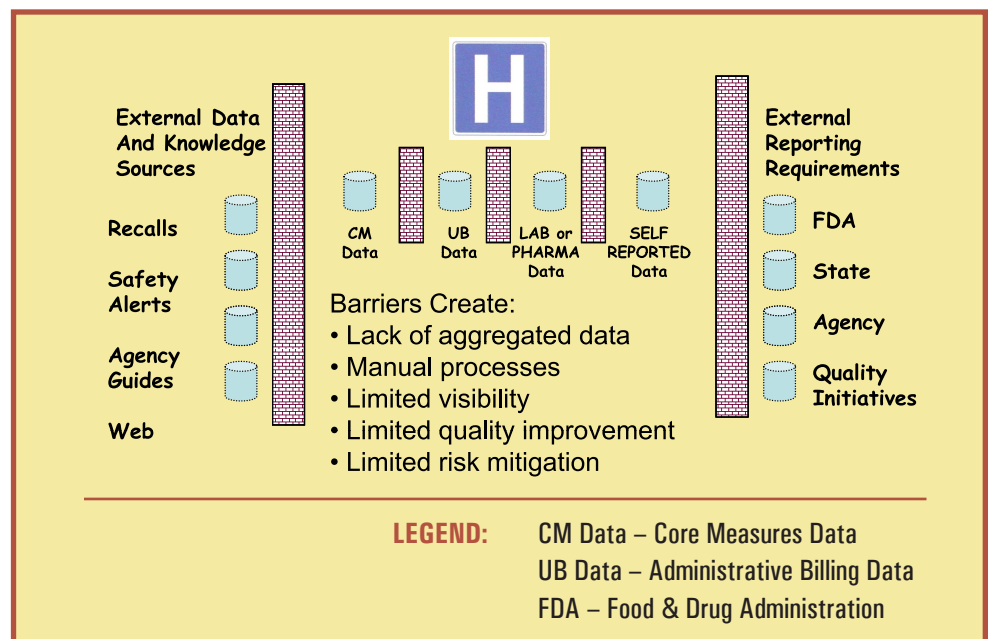 H
External Data
And Knowledge
Sources
Recalls
Safety
Alerts
Agency
Guides
Web
CM
Data
UB
Data
LAB or
PHARMA
Data
SELF
REPORTED
Data
Barriers Create:
• Lack of aggregated data
• Manual processes
• Limited visibility
• Limited quality improvement
• Limited risk mitigation
External
Reporting
Requirements
FDA
State
Agency
Quality
Initiatives
LEGEND:
CM Data – Core Measures Data
UB Data – Administrative Billing Data
FDA – Food & Drug Administration